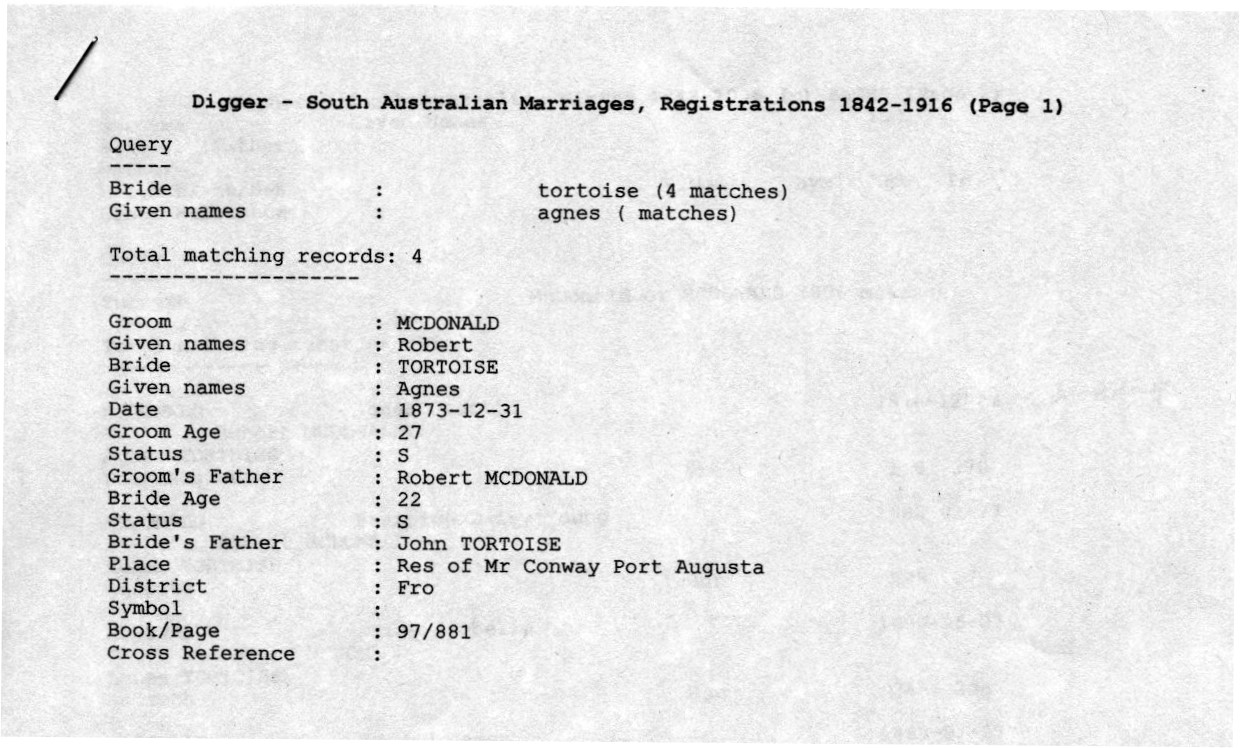 Digger - South Australian Marriages, Registrations 1842-1916 (Page 1)
Query
-----
Bride : tortoise (4 matches)
Given names : agnes ( matches)
Total matching records: 4
--------------------
Groom : MCDONALD
Given names : Robert
Bride : TORTOISE
Given names : Agnes
Date : 1873-12-31
Groom Age : 27
Status : S
Groom's Father : Robert MCDONALD
Bride Age : 22
Status : S
Bride's Father : John TORTOISE
Place : Res of Mr Conway Port Augusta
District : Fro
Symbol :
Book/Page : 97/881
Cross Reference :